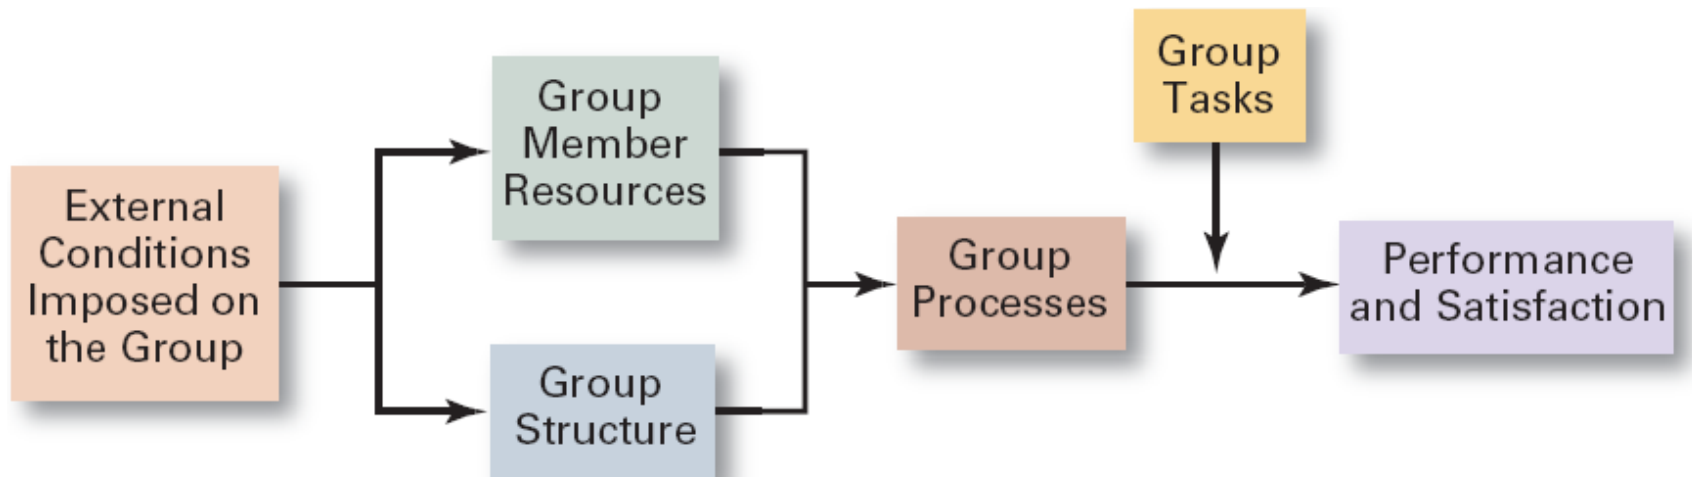 External
Conditions
Imposed on
the Group
Group
Member
Resources
Group
Structure
Group
Processes
Group
Tasks
Performance
and Satisfaction